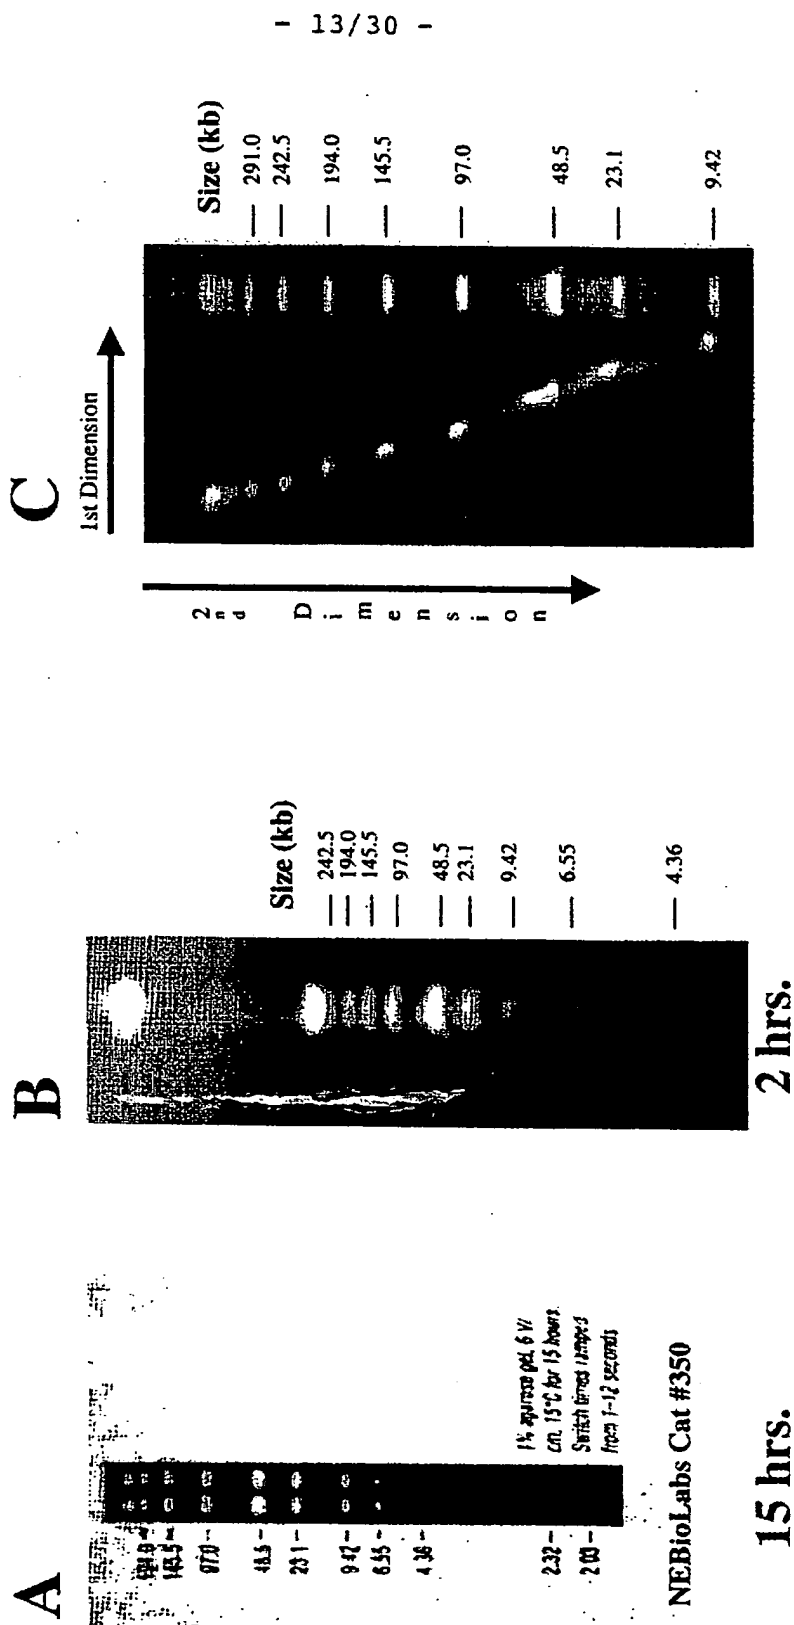 - 13/30 -
A
194.0
145.5
97.0 -
48.5 -
23.1 -
9.42 -
6.55 -
4.36 -
2.32 -
2.03 -
1% agarose gel, 6 V/
cm, 15°C for 15 hours.
Switch times ramped
from 1-12 seconds
NEBioLabs Cat #350
15 hrs.
B
Size (kb)
242.5
194.0
145.5
97.0
48.5
23.1
9.42
6.55
4.36
2 hrs.
C
1st Dimension
2nd Dimension
Size (kb)
291.0
242.5
194.0
145.5
97.0
48.5
23.1
9.42